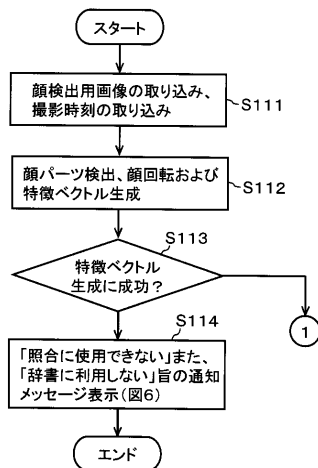 スタート
顔検出用画像の取り込み、
撮影時刻の取り込み
S111
顔パーツ検出、顔回転および
特徴ベクトル生成
S112
S113
特徴ベクトル
生成に成功?
1
S114
「照合に使用できない」また、
「辞書に利用しない」旨の通知
メッセージ表示(図6)
エンド